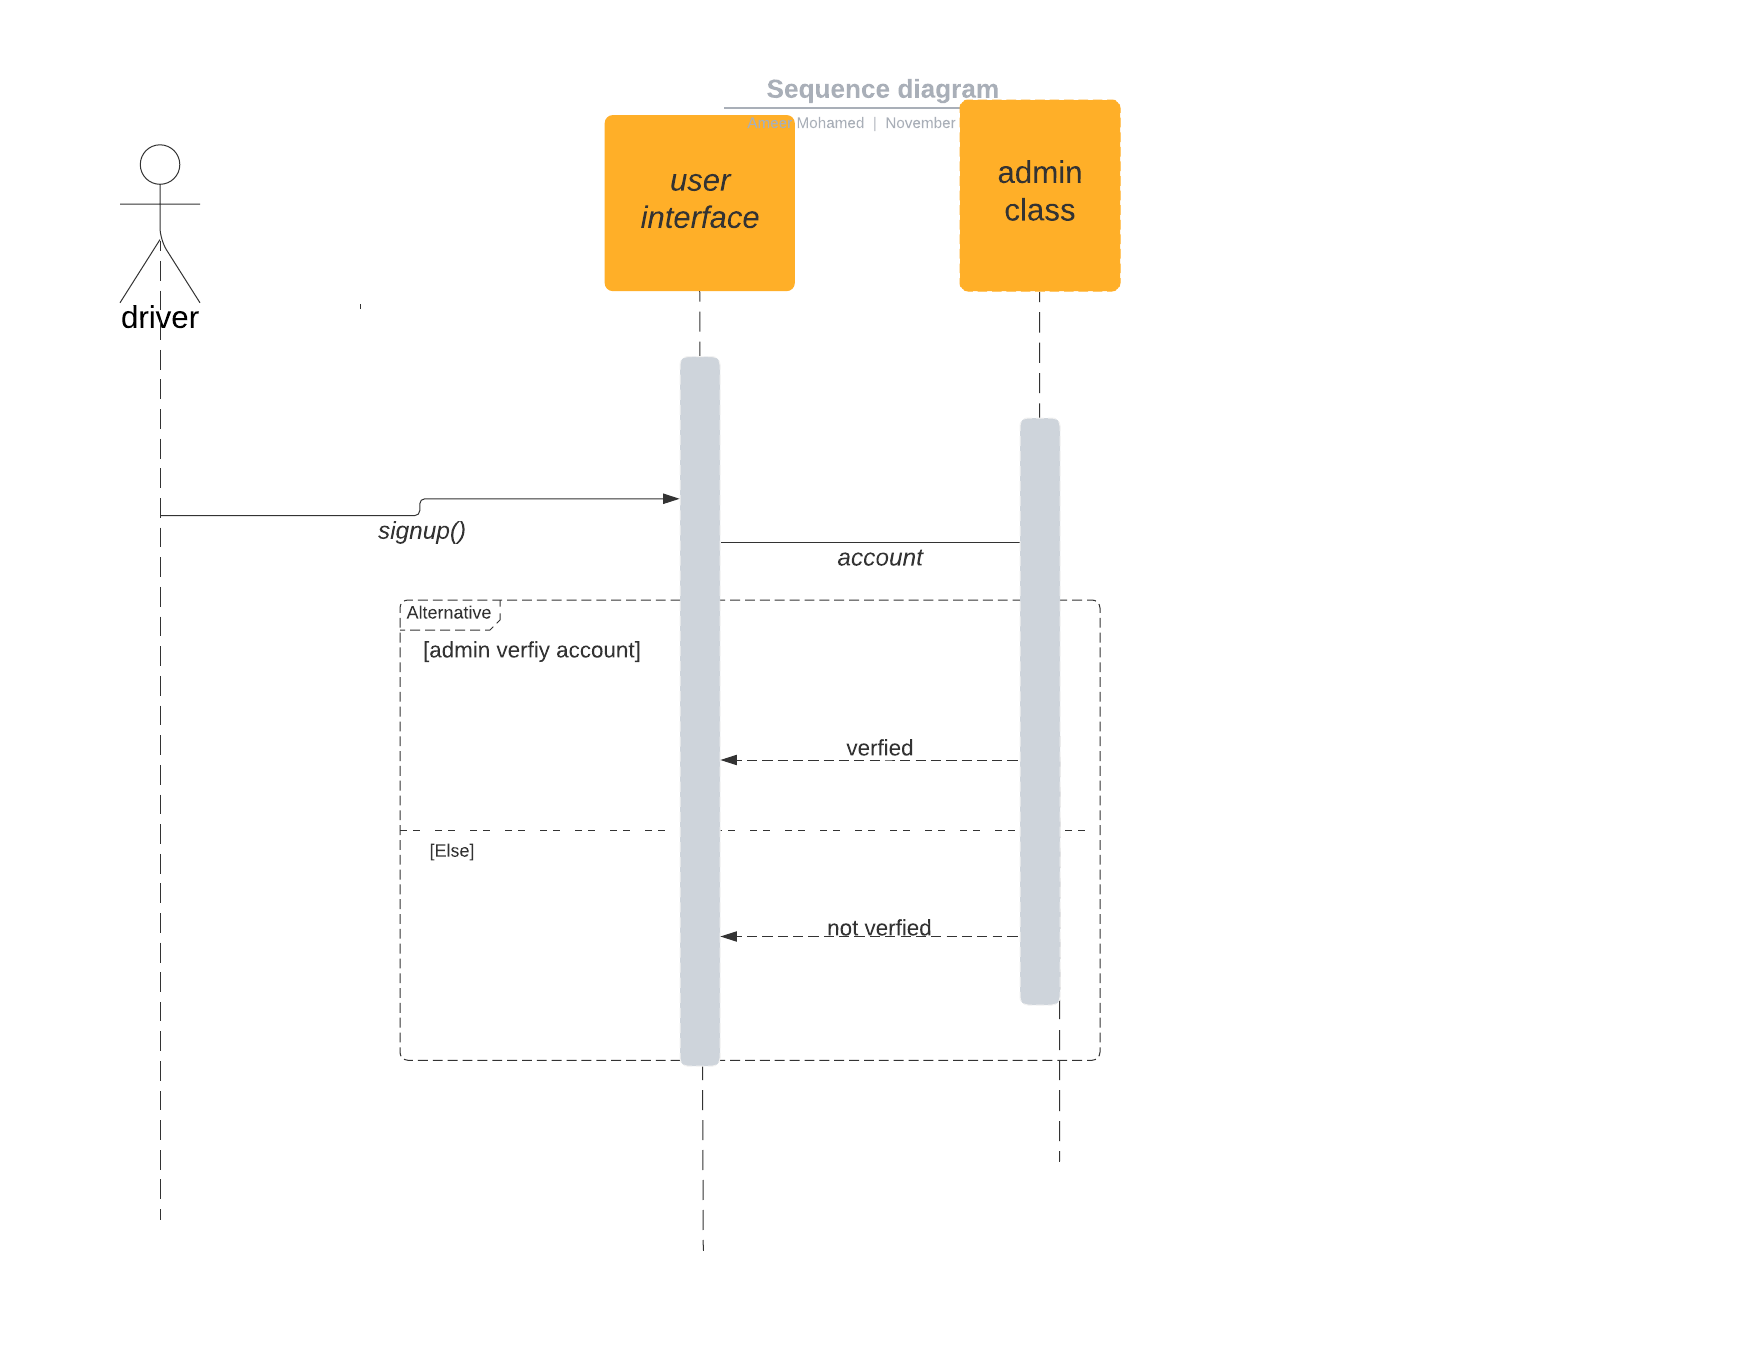 Sequence diagram
Ameer Mohamed | November
user
interface
admin
class
driver
signup()
account
Alternative
[admin verfiy account]
verfied
[Else]
not verfied